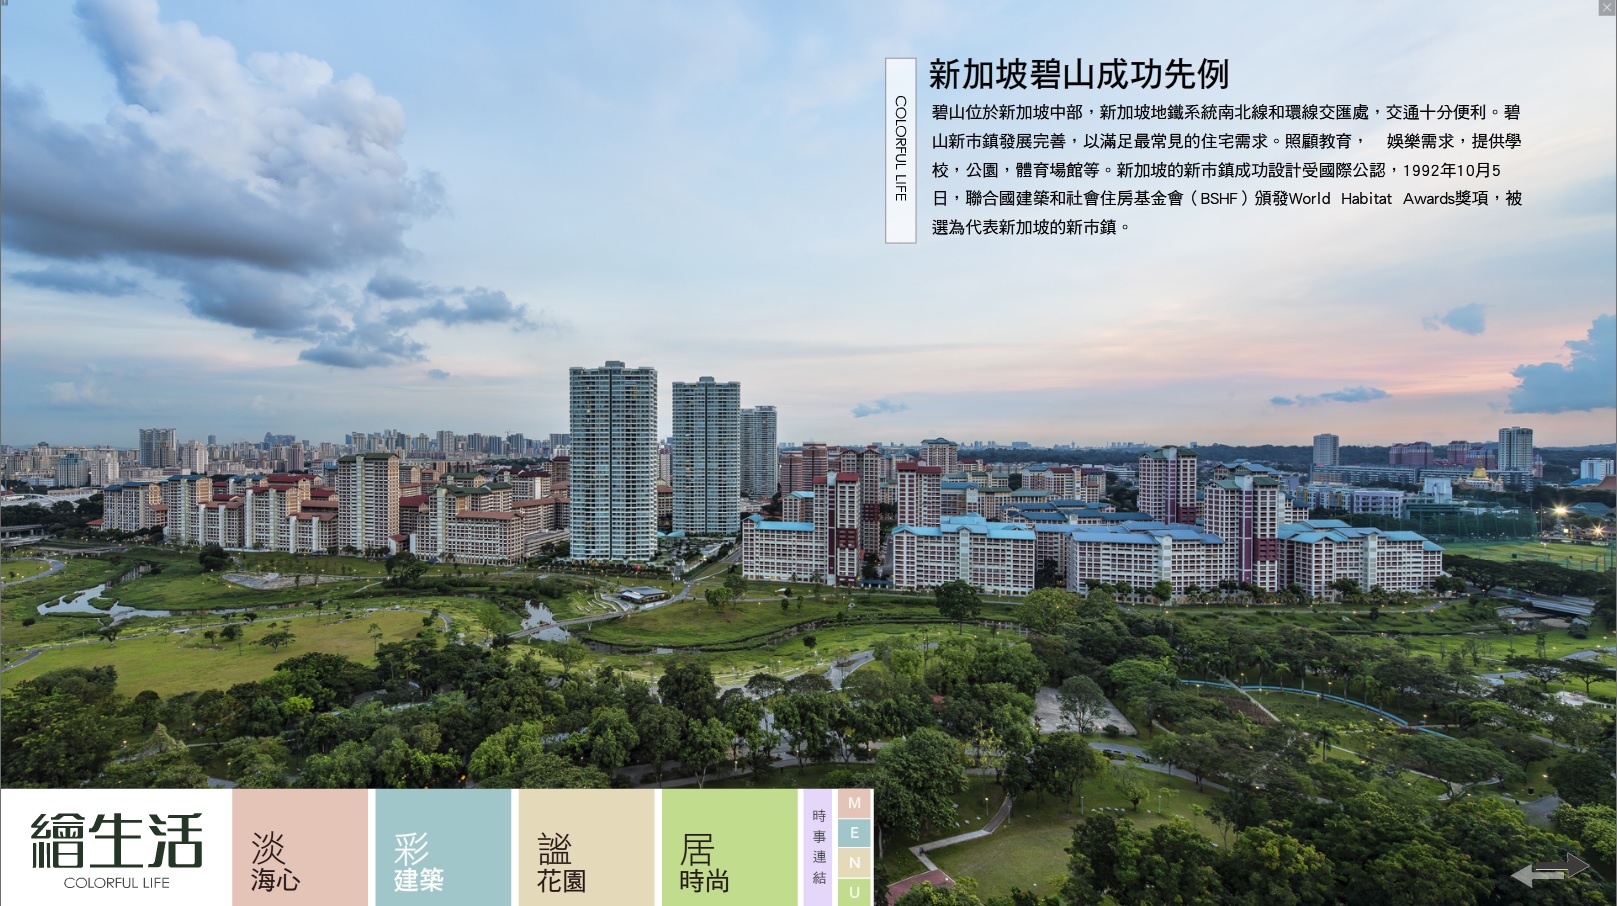 新加坡碧山成功先例
COLORFUL LIFE
碧山位於新加坡中部，新加坡地鐵系統南北線和環線交匯處，交通十分便利。碧
山新市鎮發展完善，以滿足最常見的住宅需求。照顧教育，　娛樂需求，提供學
校，公園，體育場館等。新加坡的新市鎮成功設計受國際公認，1992年10月5
日，聯合國建築和社會住房基金會（BSHF）頒發World Habitat Awards獎項，被
選為代表新加坡的新市鎮。
繪生活
COLORFUL LIFE
淡
海心
彩
建築
謐
花園
居
時尚
時事連結
MENU